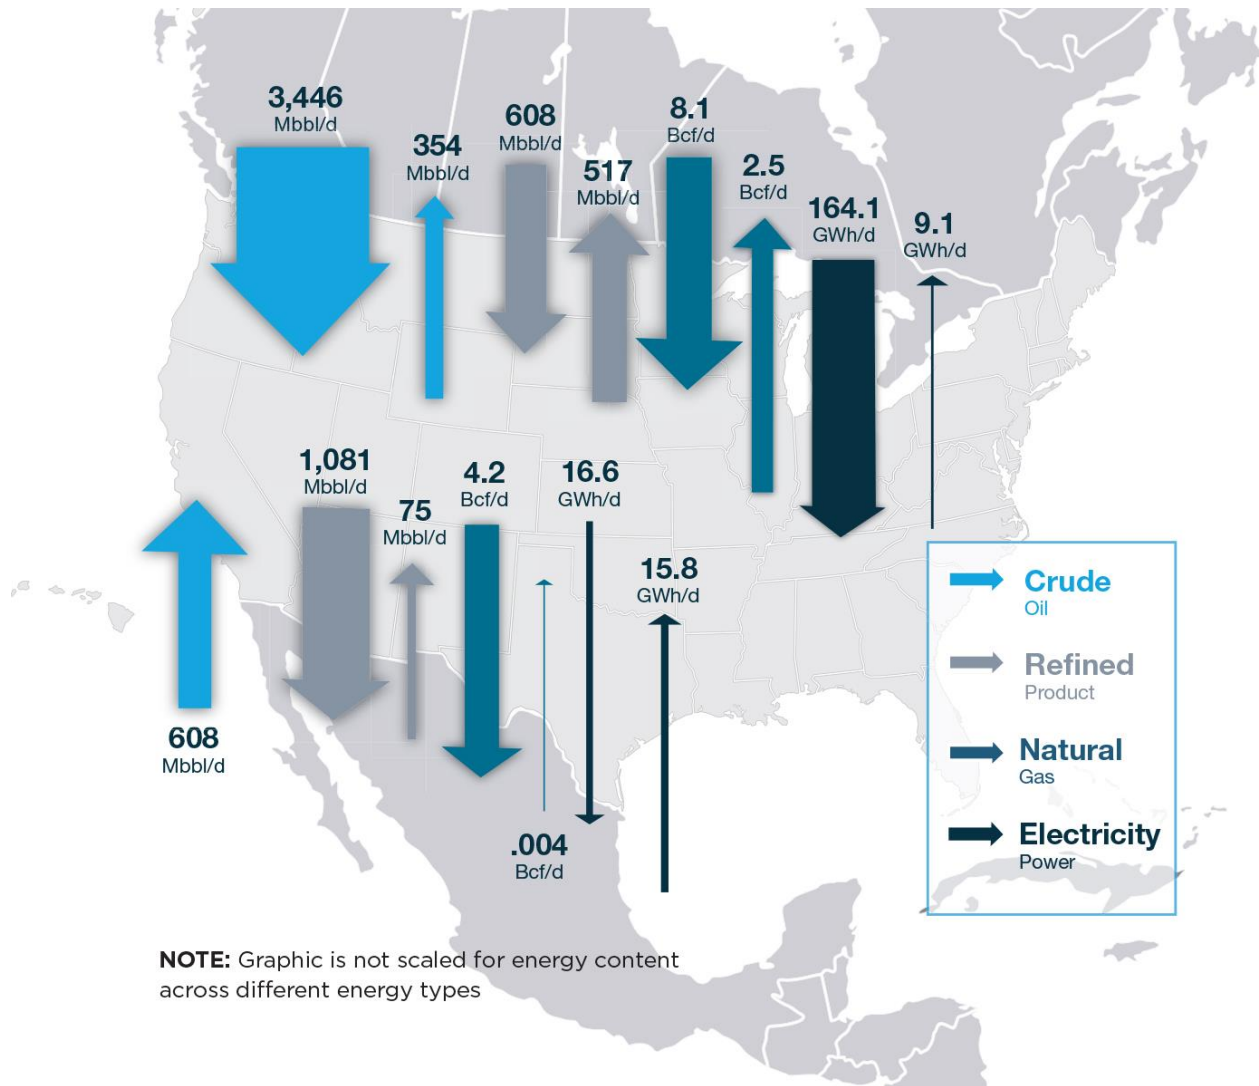 3,446
Mbbl/d
354
Mbbl/d
608
Mbbl/d
517
Mbbl/d
8.1
Bcf/d
2.5
Bcf/d
164.1
GWh/d
9.1
GWh/d
1,081
Mbbl/d
75
Mbbl/d
4.2
Bcf/d
16.6
GWh/d
15.8
GWh/d
608
Mbbl/d
.004
Bcf/d
Crude
Oil
Refined
Product
Natural
Gas
Electricity
Power
NOTE: Graphic is not scaled for energy content
across different energy types